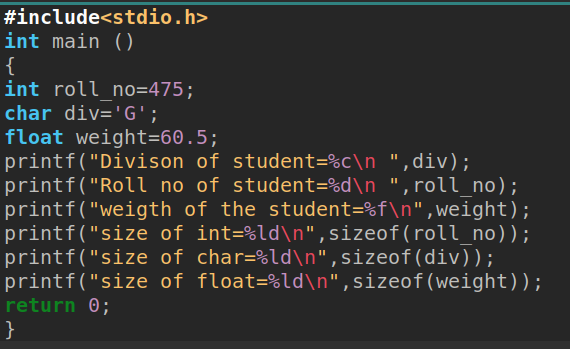 #include<stdio.h>
int main ()
{
int roll_no=475;
char div='G';
float weight=60.5;
printf("Divison of student=%c\n ",div);
printf("Roll no of student=%d\n ",roll_no);
printf("weigth of the student=%f\n",weight);
printf("size of int=%ld\n",sizeof(roll_no));
printf("size of char=%ld\n",sizeof(div));
printf("size of float=%ld\n",sizeof(weight));
return 0;
}